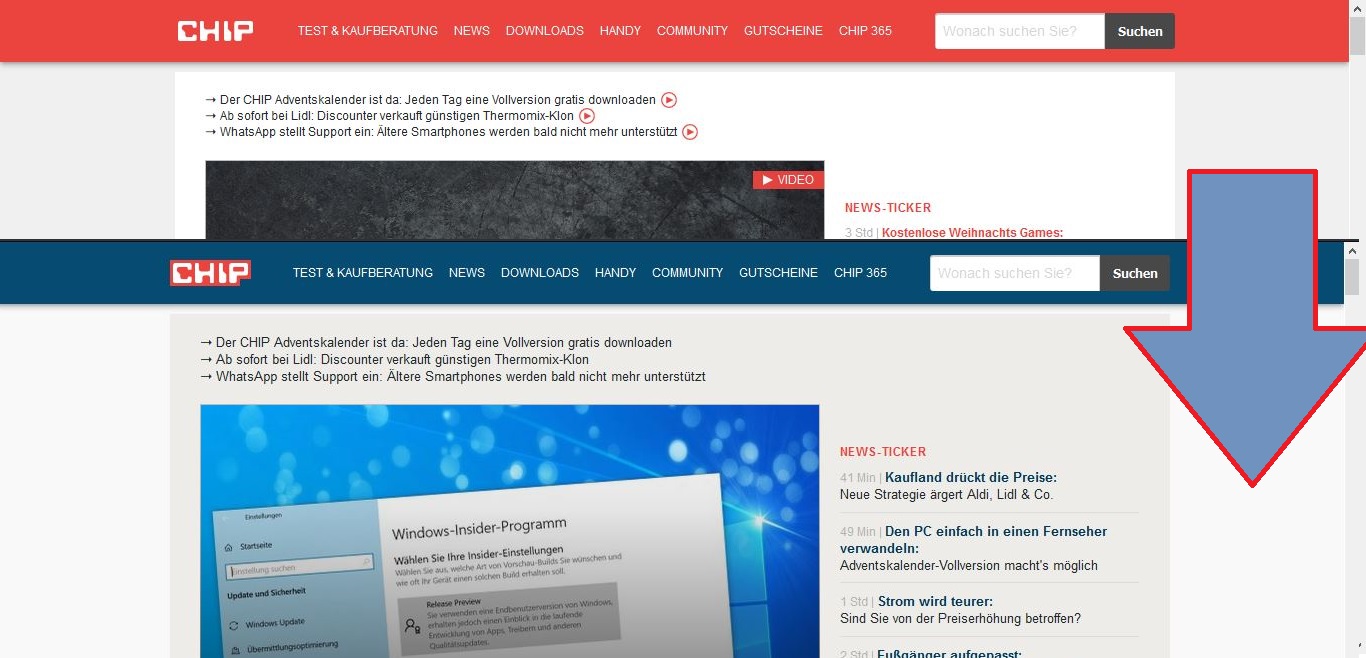 CHIP
TEST & KAUFBERATUNG NEWS DOWNLOADS HANDY COMMUNITY GUTSCHEINE CHIP 365
Wonach suchen Sie? Suchen
→ Der CHIP Adventskalender ist da: Jeden Tag eine Vollversion gratis downloaden
→ Ab sofort bei Lidl: Discounter verkauft günstigen Thermomix-Klon
→ WhatsApp stellt Support ein: Ältere Smartphones werden bald nicht mehr unterstützt
VIDEO
NEWS-TICKER
3 Std | Kostenlose Weihnachts Games:
CHIP
TEST & KAUFBERATUNG NEWS DOWNLOADS HANDY COMMUNITY GUTSCHEINE CHIP 365
Wonach suchen Sie? Suchen
→ Der CHIP Adventskalender ist da: Jeden Tag eine Vollversion gratis downloaden
→ Ab sofort bei Lidl: Discounter verkauft günstigen Thermomix-Klon
→ WhatsApp stellt Support ein: Ältere Smartphones werden bald nicht mehr unterstützt
Einstellungen
Startseite
Einstellung suchen
Update und Sicherheit
Windows Update
Übermittlungsoptimierung
Windows-Insider-Programm
Wählen Sie Ihre Insider-Einstellungen
Wählen Sie aus, welche Art von Vorschau-Builds Sie wünschen und
wie oft Ihr Gerät einen solchen Build erhalten soll.
Release Preview
Sie verwenden eine Endbenutzerversion von Windows,
erhalten jedoch einen Einblick in die laufende
Entwicklung von Apps, Treibern und anderen
Qualitätsupdates.
NEWS-TICKER
41 Min | Kaufland drückt die Preise:
Neue Strategie ärgert Aldi, Lidl & Co.
49 Min | Den PC einfach in einen Fernseher
verwandeln:
Adventskalender-Vollversion macht's möglich
1 Std | Strom wird teurer:
Sind Sie von der Preiserhöhung betroffen?
2 Std | Fußgänger aufgepasst: